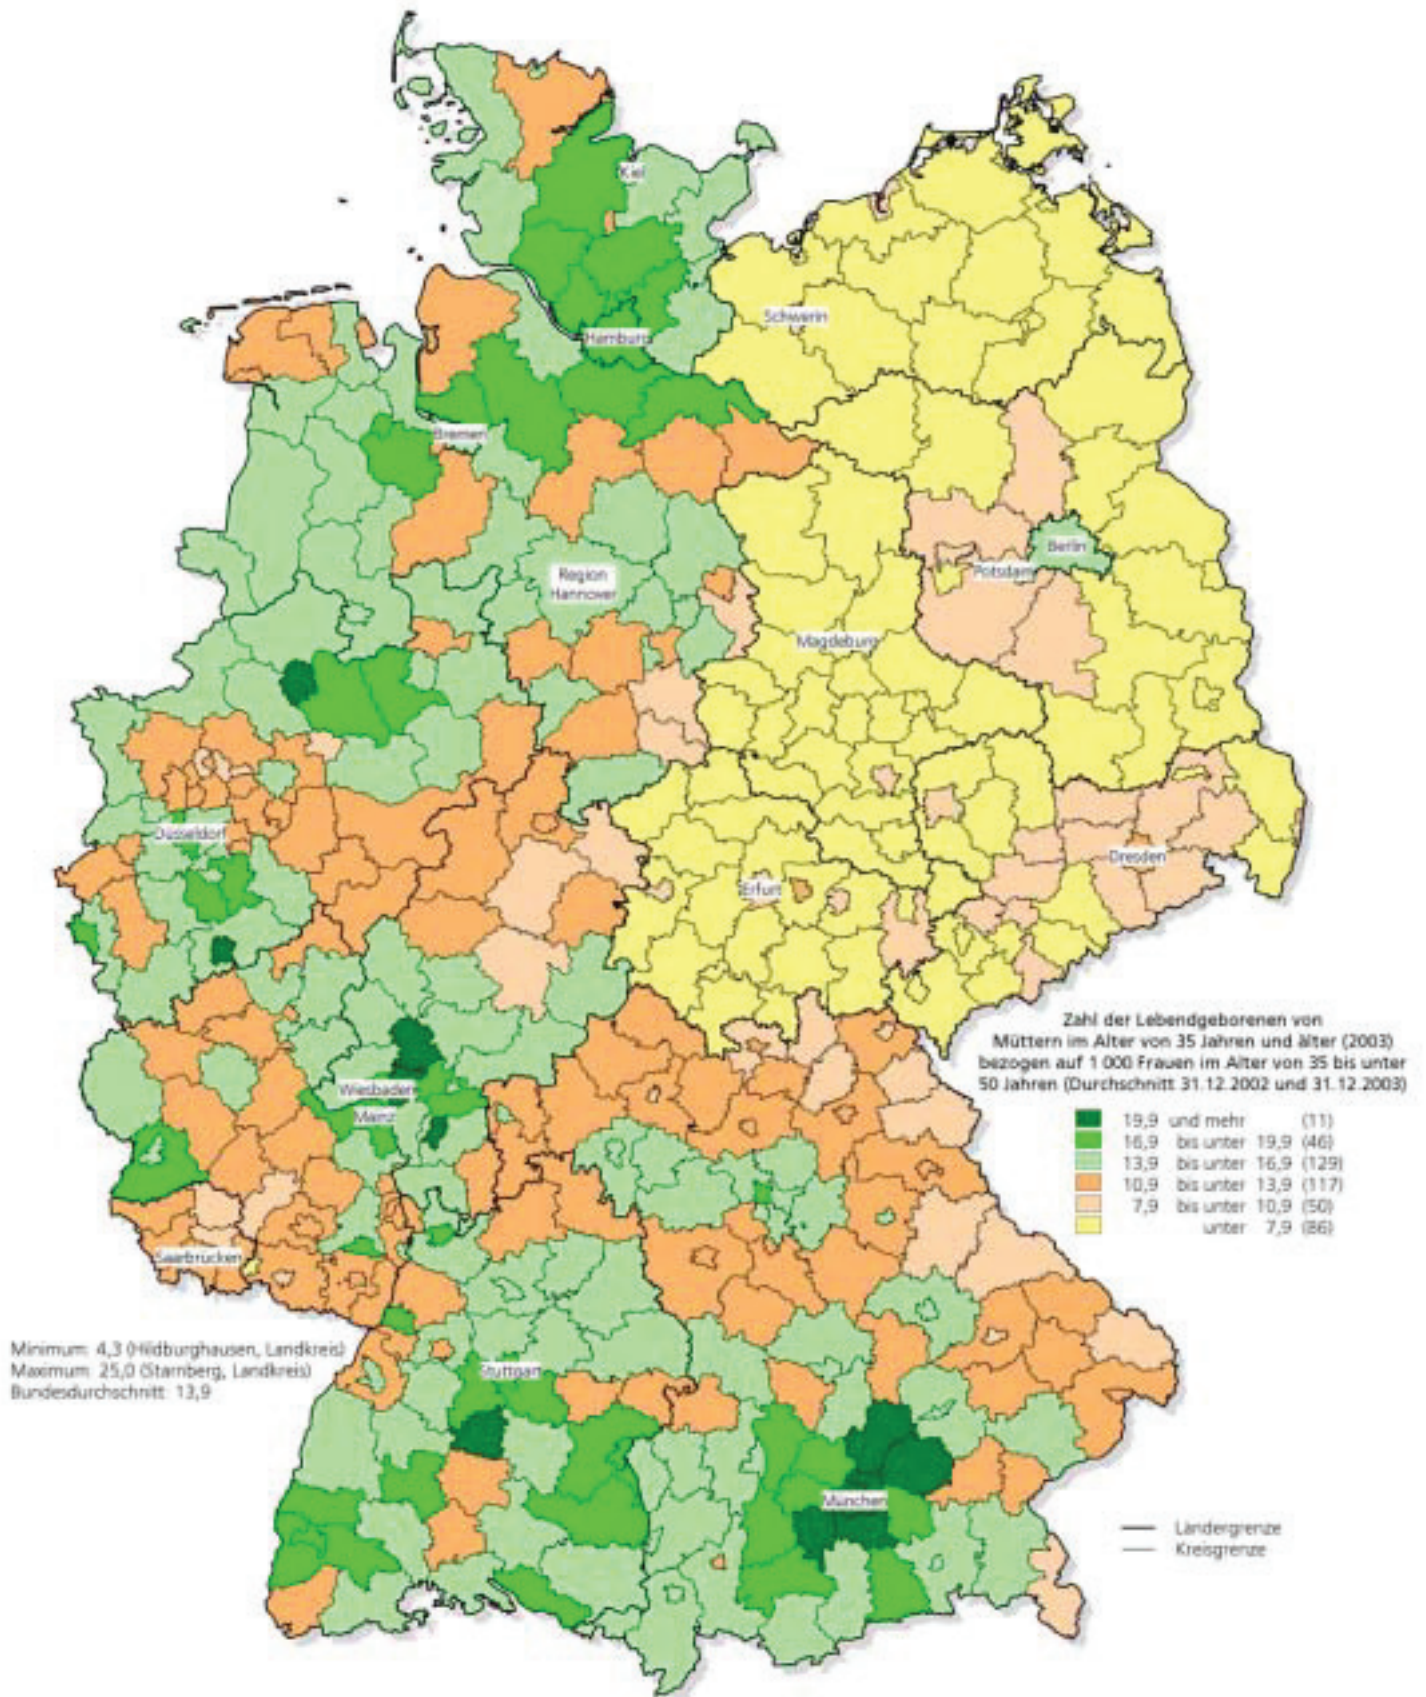 Kiel
Schwerin
Hamburg
Bremen
Berlin
Potsdam
Region
Hannover
Magdeburg
Düsseldorf
Dresden
Erfurt
Zahl der Lebendgeborenen von
Müttern im Alter von 35 Jahren und älter (2003)
bezogen auf 1 000 Frauen im Alter von 35 bis unter
50 Jahren (Durchschnitt 31.12.2002 und 31.12.2003)
Wiesbaden
Mainz
19,9 und mehr (11)
16,9 bis unter 19,9 (46)
13,9 bis unter 16,9 (129)
10,9 bis unter 13,9 (117)
7,9 bis unter 10,9 (50)
unter 7,9 (86)
Saarbrücken
Minimum: 4,3 (Hildburghausen, Landkreis)
Maximum: 25,0 (Starnberg, Landkreis)
Bundesdurchschnitt: 13,9
Stuttgart
München
Ländergrenze
Kreisgrenze